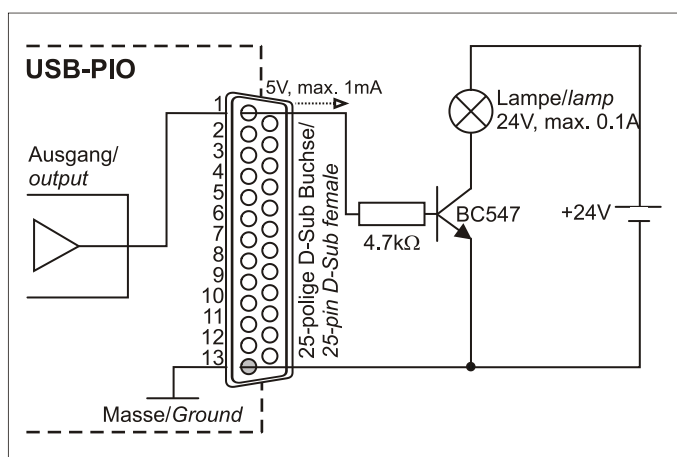 USB-PIO
5V, max. 1mA
Ausgang/
output
1
2
3
4
5
6
7
8
9
10
11
12
13
25-polige D-Sub Buchse/
25-pin D-Sub female
4.7kΩ
BC547
Lampe/lamp
24V, max. 0.1A
+24V
Masse/Ground